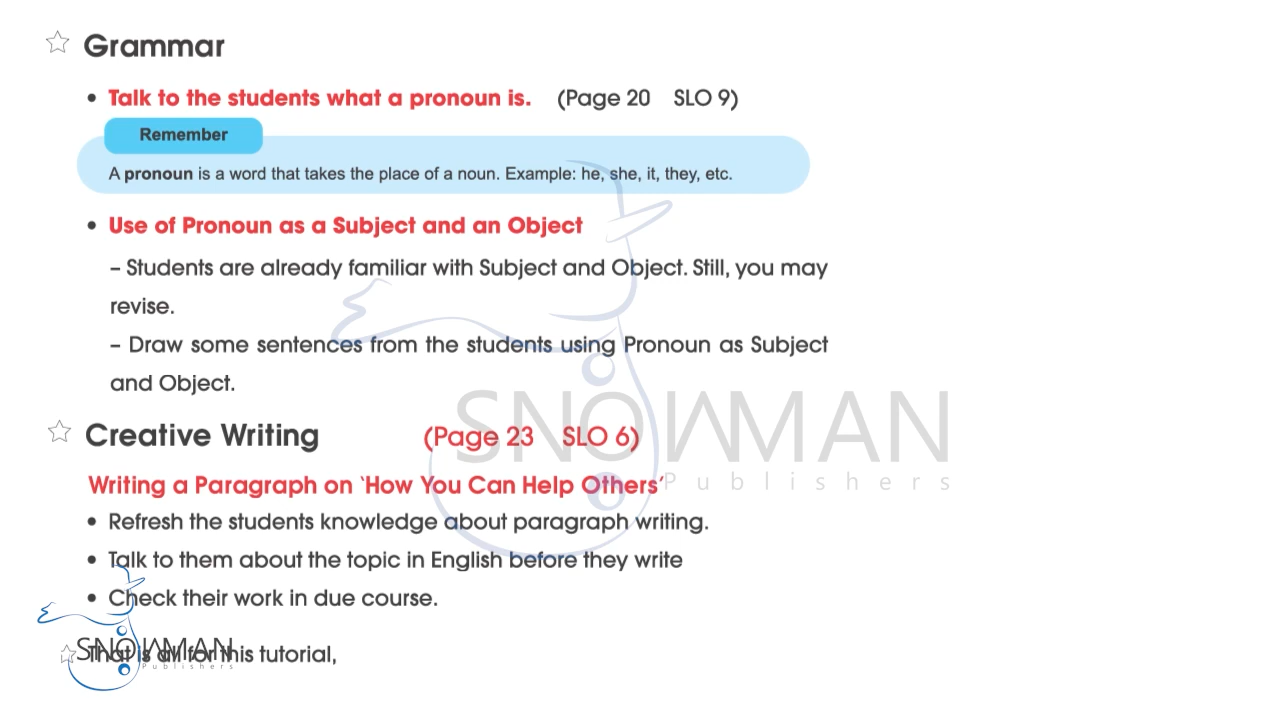 Grammar
• Talk to the students what a pronoun is. (Page 20 SLO 9)
Remember
A pronoun is a word that takes the place of a noun. Example: he, she, it, they, etc.
• Use of Pronoun as a Subject and an Object
– Students are already familiar with Subject and Object. Still, you may
revise.
– Draw some sentences from the students using Pronoun as Subject
and Object.
SNOWMAN
Publishers
Creative Writing (Page 23 SLO 6)
Writing a Paragraph on ‘How You Can Help Others’
• Refresh the students knowledge about paragraph writing.
• Talk to them about the topic in English before they write
• Check their work in due course.
SNOWMAN
Publishers
That is all for this tutorial,